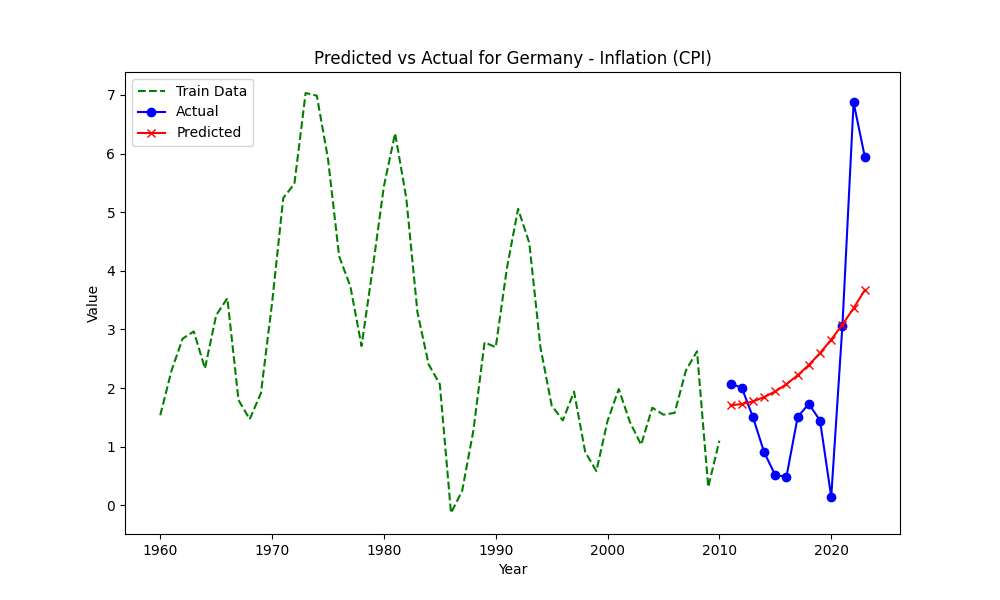 Predicted vs Actual for Germany - Inflation (CPI)
Train Data
Actual
Predicted
7
6
5
4
3
2
1
0
Value
1960 1970 1980 1990 2000 2010 2020
Year